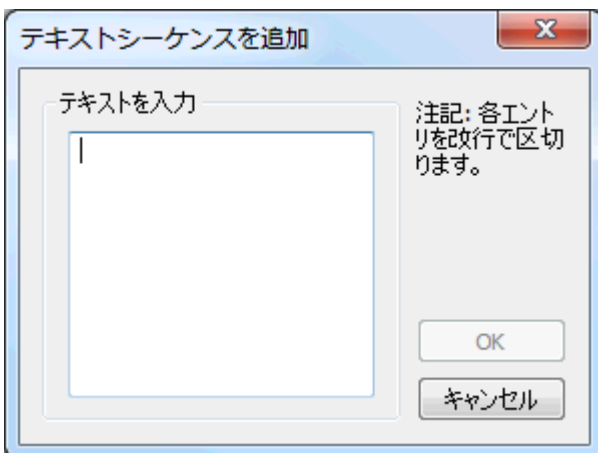 テキストシーケンスを追加
テキストを入力
注記: 各エント
リを改行で区切
ります。
OK
キャンセル